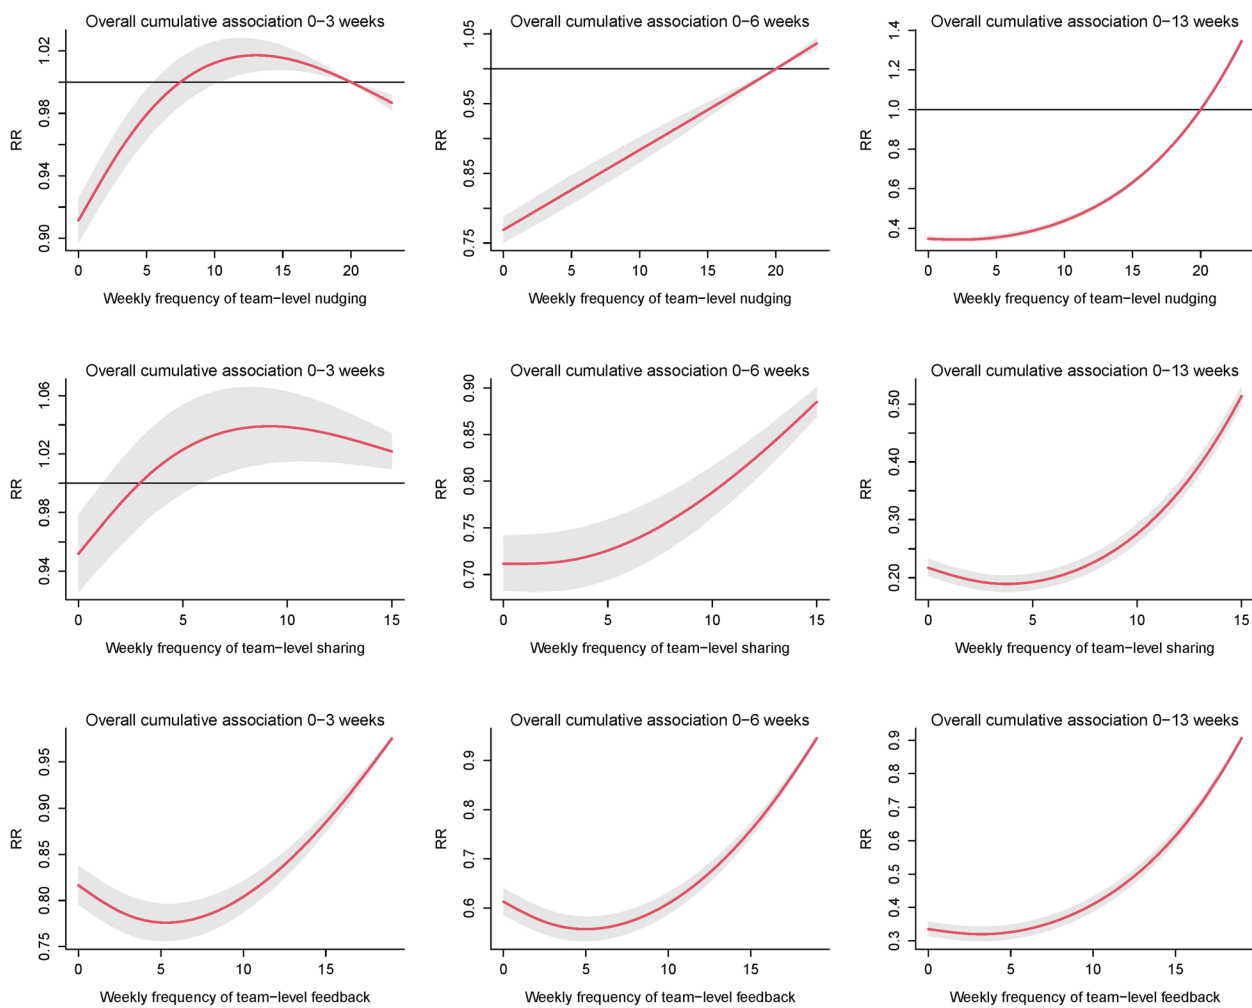 Overall cumulative association 0−3 weeks
RR
0.90
0.94
0.98
1.02
0 5 10 15 20
Weekly frequency of team−level nudging
Overall cumulative association 0−6 weeks
RR
0.75
0.85
0.95
1.05
0 5 10 15 20
Weekly frequency of team−level nudging
Overall cumulative association 0−13 weeks
RR
0.4
0.6
0.8
1.0
1.2
1.4
0 5 10 15 20
Weekly frequency of team−level nudging
Overall cumulative association 0−3 weeks
RR
0.94
0.98
1.02
1.06
0 5 10 15
Weekly frequency of team−level sharing
Overall cumulative association 0−6 weeks
RR
0.70
0.75
0.80
0.85
0.90
0 5 10 15
Weekly frequency of team−level sharing
Overall cumulative association 0−13 weeks
RR
0.20
0.30
0.40
0.50
0 5 10 15
Weekly frequency of team−level sharing
Overall cumulative association 0−3 weeks
RR
0.75
0.80
0.85
0.90
0.95
0 5 10 15
Weekly frequency of team−level feedback
Overall cumulative association 0−6 weeks
RR
0.6
0.7
0.8
0.9
0 5 10 15
Weekly frequency of team−level feedback
Overall cumulative association 0−13 weeks
RR
0.3
0.4
0.5
0.6
0.7
0.8
0.9
0 5 10 15
Weekly frequency of team−level feedback